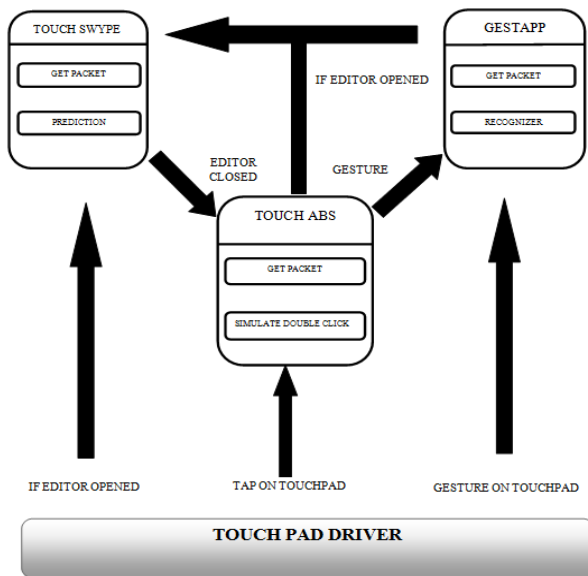 TOUCH SWYPE
GET PACKET
PREDICTION
GESTAPP
GET PACKET
RECOGNIZER
IF EDITOR OPENED
EDITOR
CLOSED
GESTURE
TOUCH ABS
GET PACKET
SIMULATE DOUBLE CLICK
IF EDITOR OPENED
TAP ON TOUCHPAD
GESTURE ON TOUCHPAD
TOUCH PAD DRIVER